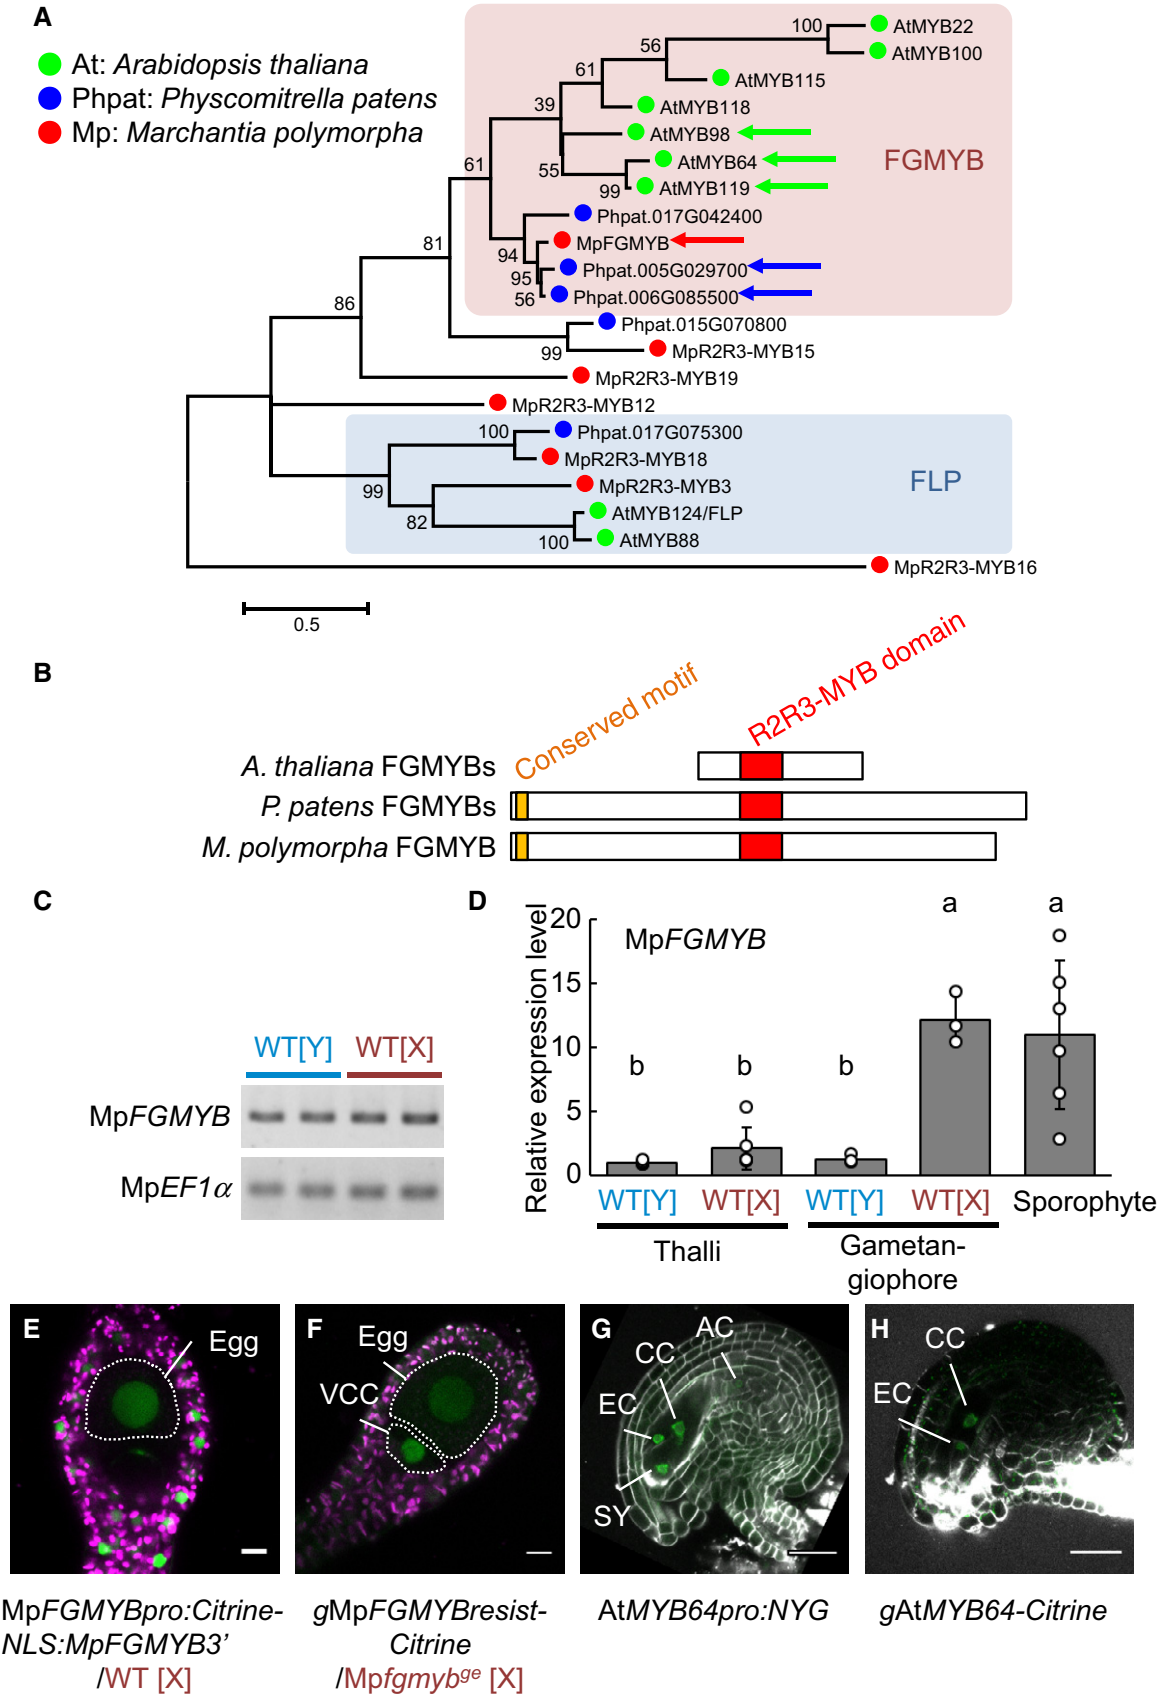 A
At: Arabidopsis thaliana
Phpat: Physcomitrella patens
Mp: Marchantia polymorpha
100
AtMYB22
AtMYB100
56
AtMYB115
61
AtMYB118
39
AtMYB98
AtMYB64
55
99
AtMYB119
FGMYB
61
Phpat.017G042400
MpFGMYB
94
Phpat.005G029700
95
Phpat.006G085500
56
81
Phpat.015G070800
99
MpR2R3-MYB15
86
MpR2R3-MYB19
MpR2R3-MYB12
100
Phpat.017G075300
MpR2R3-MYB18
99
MpR2R3-MYB3
82
AtMYB124/FLP
100
AtMYB88
FLP
MpR2R3-MYB16
0.5
B
Conserved motif
R2R3-MYB domain
A. thaliana FGMYBs
P. patens FGMYBs
M. polymorpha FGMYB
C
WT[Y] WT[X]
MpFGMYB
MpEF1α
D
Relative expression level
20
15
10
5
0
MpFGMYB
b
b
b
a
a
WT[Y] WT[X] WT[Y] WT[X] Sporophyte
Thalli
Gametan-
giophore
E
Egg
MpFGMYBpro:Citrine-
NLS:MpFGMYB3’
/WT [X]
F
Egg
VCC
gMpFGMYBresist-
Citrine
/Mpfgmybge [X]
G
AC
CC
EC
SY
AtMYB64pro:NYG
H
CC
EC
gAtMYB64-Citrine